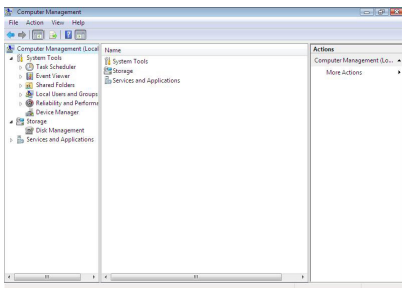 Computer Management
File Action View Help
Computer Management (Local
System Tools
Task Scheduler
Event Viewer
Shared Folders
Local Users and Groups
Reliability and Performa
Device Manager
Storage
Disk Management
Services and Applications
Name
System Tools
Storage
Services and Applications
Actions
Computer Management (Lo...
More Actions